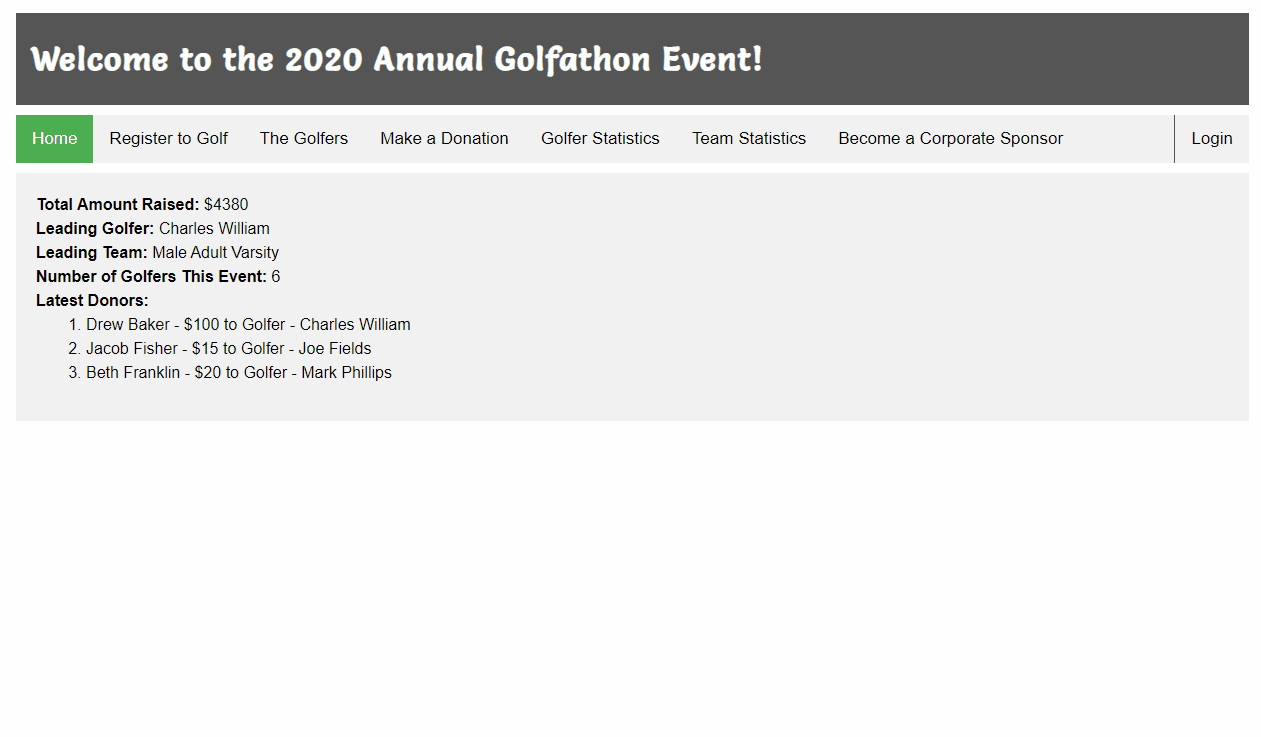 Welcome to the 2020 Annual Golfathon Event!
Home Register to Golf The Golfers Make a Donation Golfer Statistics Team Statistics Become a Corporate Sponsor Login
Total Amount Raised: $4380
Leading Golfer: Charles William
Leading Team: Male Adult Varsity
Number of Golfers This Event: 6
Latest Donors:
1. Drew Baker - $100 to Golfer - Charles William
2. Jacob Fisher - $15 to Golfer - Joe Fields
3. Beth Franklin - $20 to Golfer - Mark Phillips